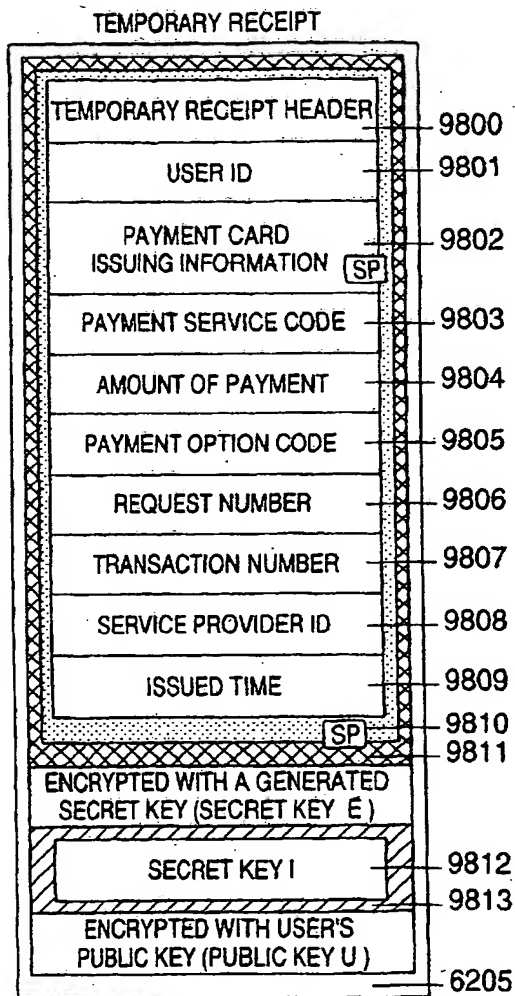 TEMPORARY RECEIPT
TEMPORARY RECEIPT HEADER
9800
USER ID
9801
PAYMENT CARD
ISSUING INFORMATION
SP
9802
PAYMENT SERVICE CODE
9803
AMOUNT OF PAYMENT
9804
PAYMENT OPTION CODE
9805
REQUEST NUMBER
9806
TRANSACTION NUMBER
9807
SERVICE PROVIDER ID
9808
ISSUED TIME
9809
SP
9810
9811
ENCRYPTED WITH A GENERATED
SECRET KEY (SECRET KEY E)
SECRET KEY I
9812
9813
ENCRYPTED WITH USER'S
PUBLIC KEY (PUBLIC KEY U)
6205